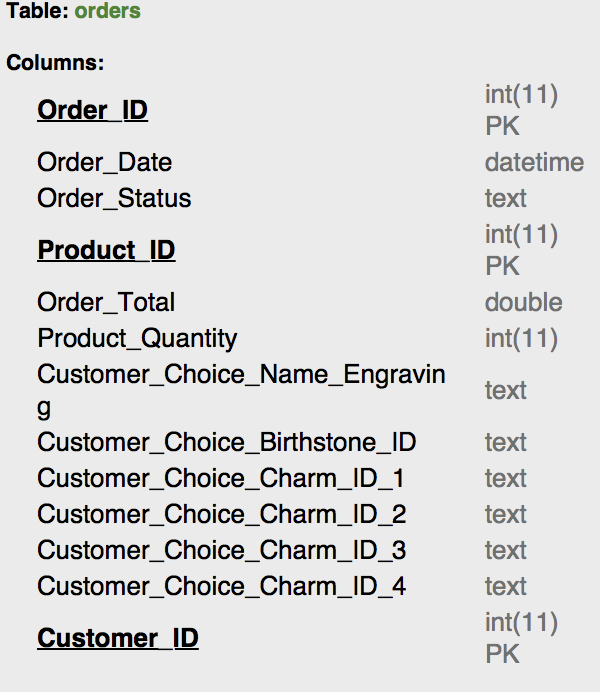 Table: orders
Columns:
Order_ID int(11)
PK
Order_Date datetime
Order_Status text
Product_ID int(11)
PK
Order_Total double
Product_Quantity int(11)
Customer_Choice_Name_Engravin
g text
Customer_Choice_Birthstone_ID text
Customer_Choice_Charm_ID_1 text
Customer_Choice_Charm_ID_2 text
Customer_Choice_Charm_ID_3 text
Customer_Choice_Charm_ID_4 text
Customer_ID int(11)
PK